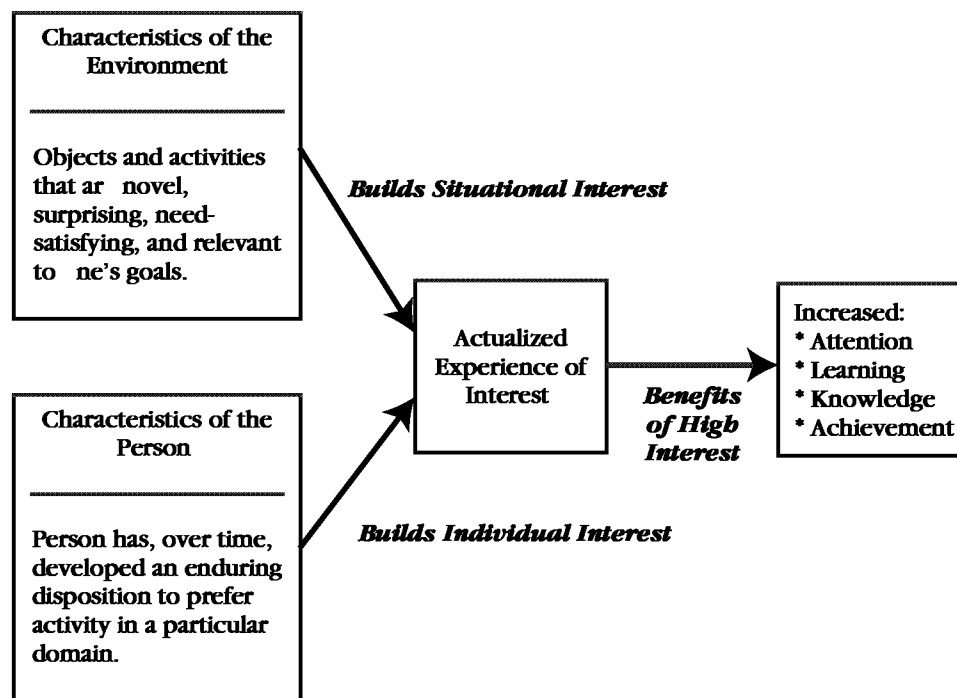 Characteristics of the
Environment
Objects and activities
that ar novel,
surprising, need-
satisfying, and relevant
to ne's goals.
Builds Situational Interest
Characteristics of the
Person
Person has, over time,
developed an enduring
disposition to prefer
activity in a particular
domain.
Builds Individual Interest
Actualized
Experience of
Interest
Benefits
of High
Interest
Increased:
* Attention
* Learning
* Knowledge
* Achievement